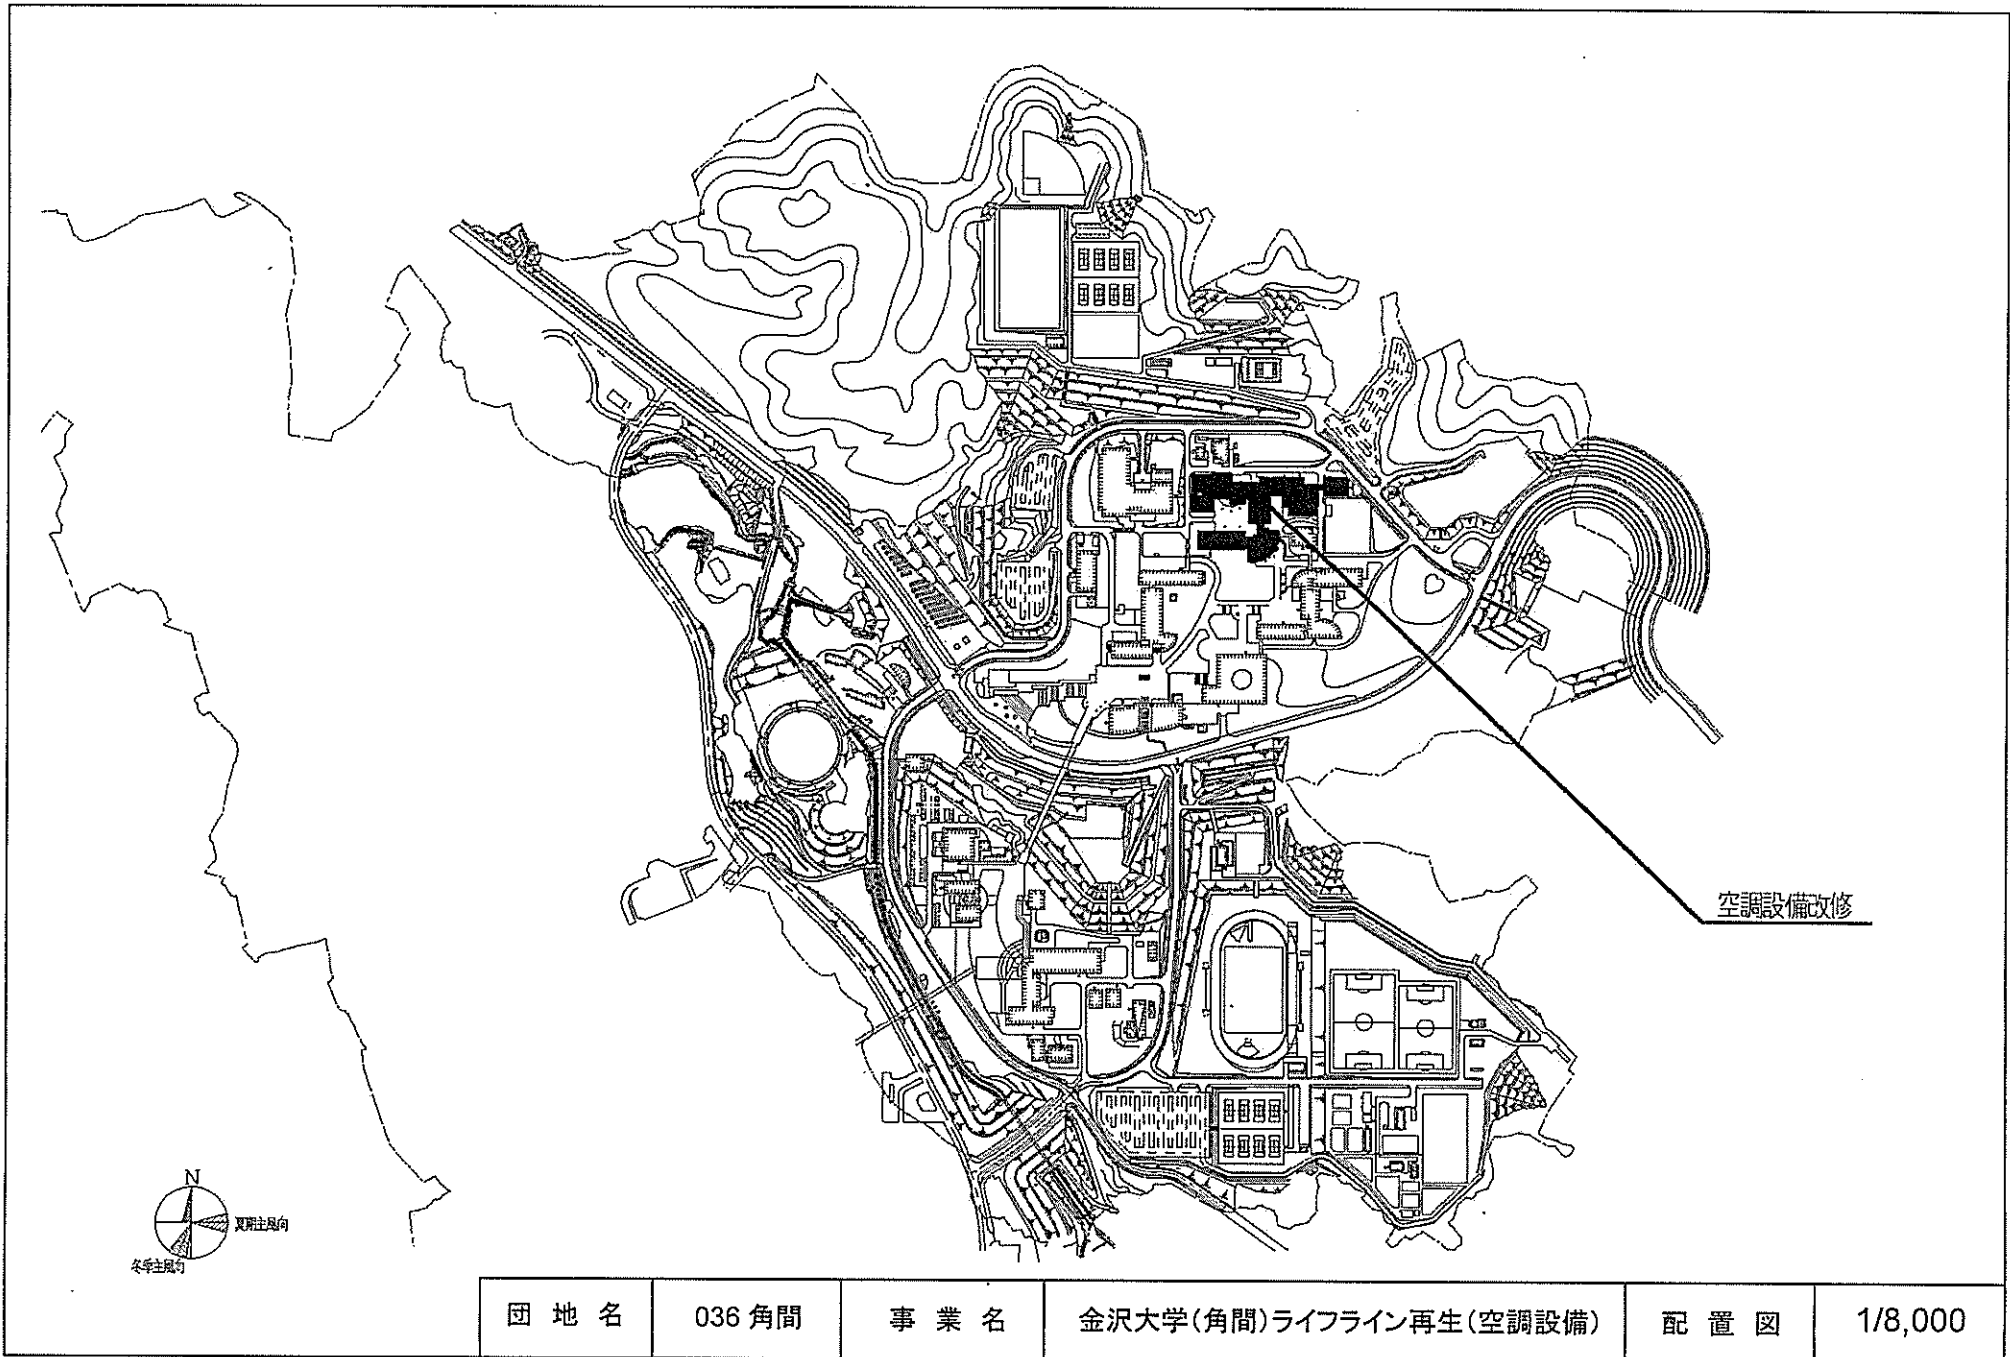 空調設備改修
N
夏期主風向
冬季主風向
団地名 036 角間 事業名 金沢大学(角間)ライフライン再生(空調設備) 配置図 1/8,000